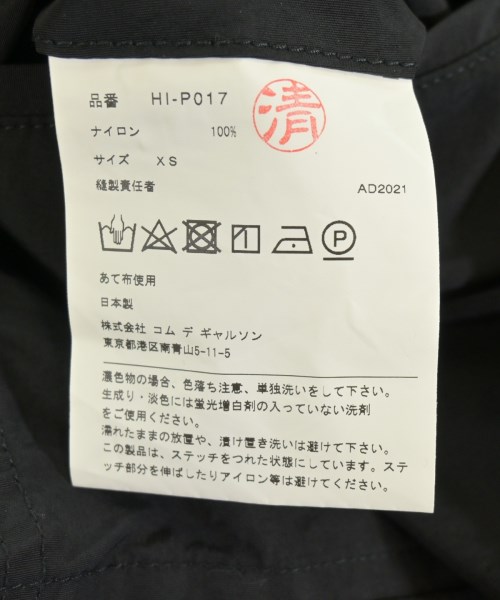 品番 HI-P017
清
ナイロン 100%
サイズ XS
縫製責任者 AD2021
P
あて布使用
日本製
株式会社 コム デ ギャルソン
東京都港区南青山5-11-5
濃色物の場合、色落ち注意、単独洗いをして下さい。
生成り・淡色には蛍光増白剤の入っていない洗剤
をご使用ください。
濡れたままの放置や、漬け置き洗いは避けて下さい。
この製品は、ステッチをつれた状態にしています。ステ
ッチ部分を伸ばしたりアイロン等は避けてください。